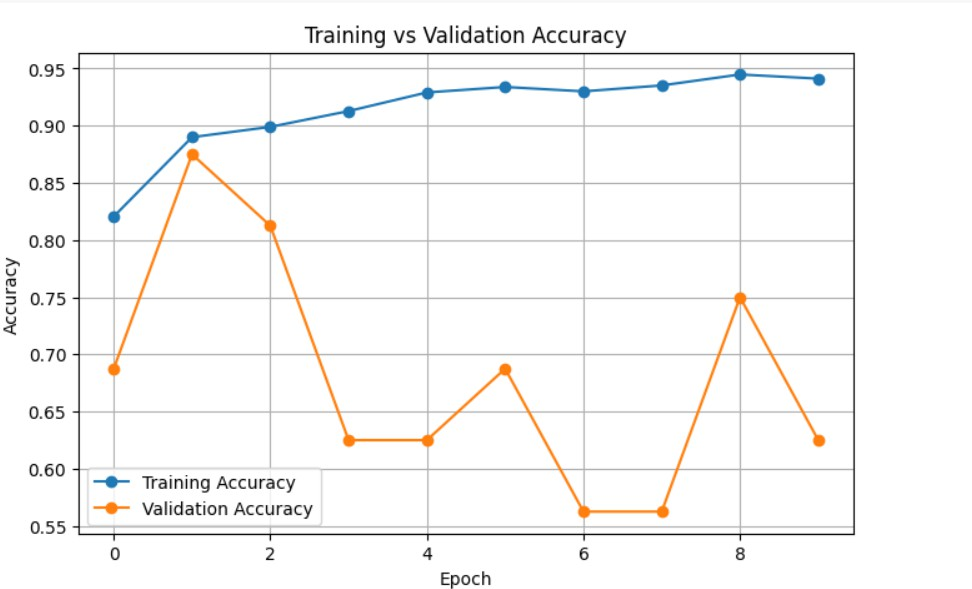 Training vs Validation Accuracy
0.95
0.90
0.85
0.80
0.75
0.70
0.65
0.60
0.55
Accuracy
Training Accuracy
Validation Accuracy
0 2 4 6 8
Epoch